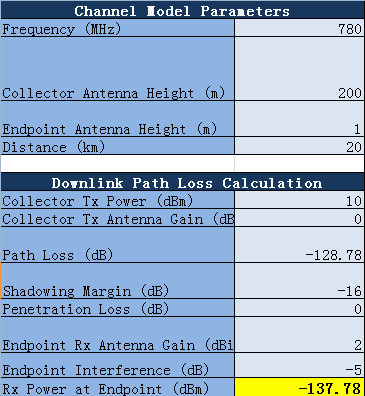 Channel Model Parameters
Frequency (MHz) 780
Collector Antenna Height (m) 200
Endpoint Antenna Height (m) 1
Distance (km) 20
Downlink Path Loss Calculation
Collector Tx Power (dBm) 10
Collector Tx Antenna Gain (dB 0
Path Loss (dB) -128.78
Shadowing Margin (dB) -16
Penetration Loss (dB) 0
Endpoint Rx Antenna Gain (dBi 2
Endpoint Interference (dB) -5
Rx Power at Endpoint (dBm) -137.78